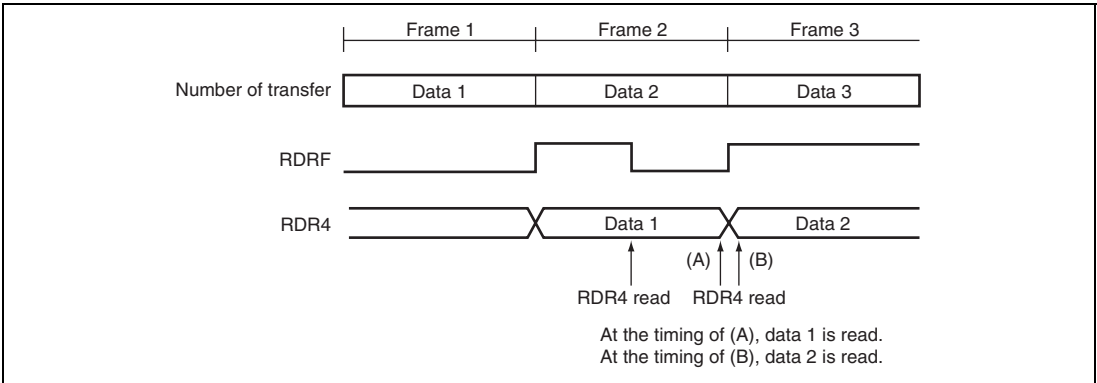 Frame 1 Frame 2 Frame 3
Number of transfer Data 1 Data 2 Data 3
RDRF
RDR4 Data 1 Data 2
(A) (B)
RDR4 read RDR4 read
At the timing of (A), data 1 is read.
At the timing of (B), data 2 is read.